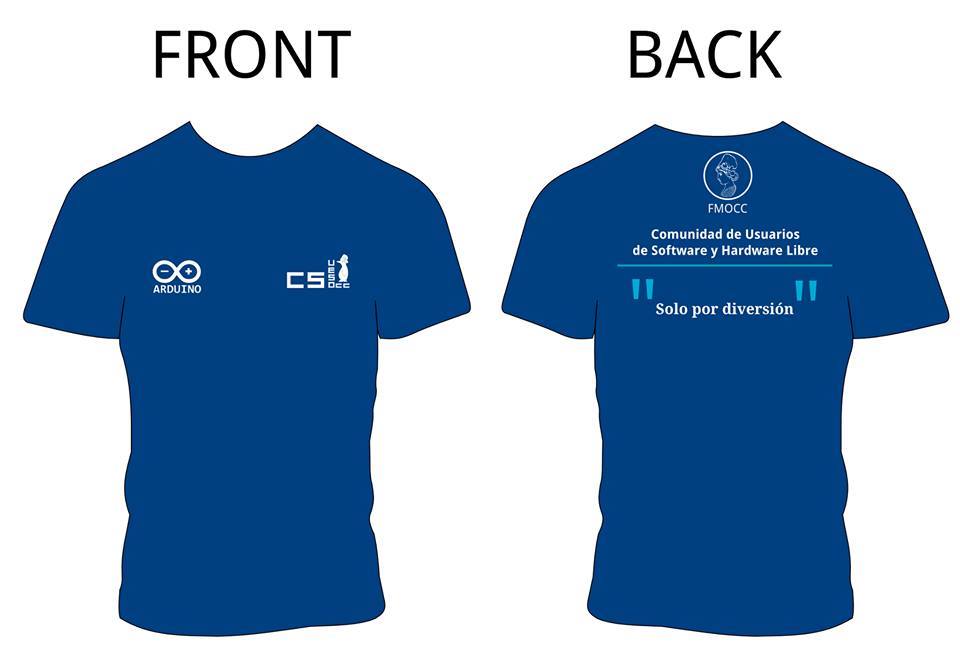 FRONT
BACK
ARDUINO
CS
UES
OCC
FMOCC
Comunidad de Usuarios
de Software y Hardware Libre
"Solo por diversión"